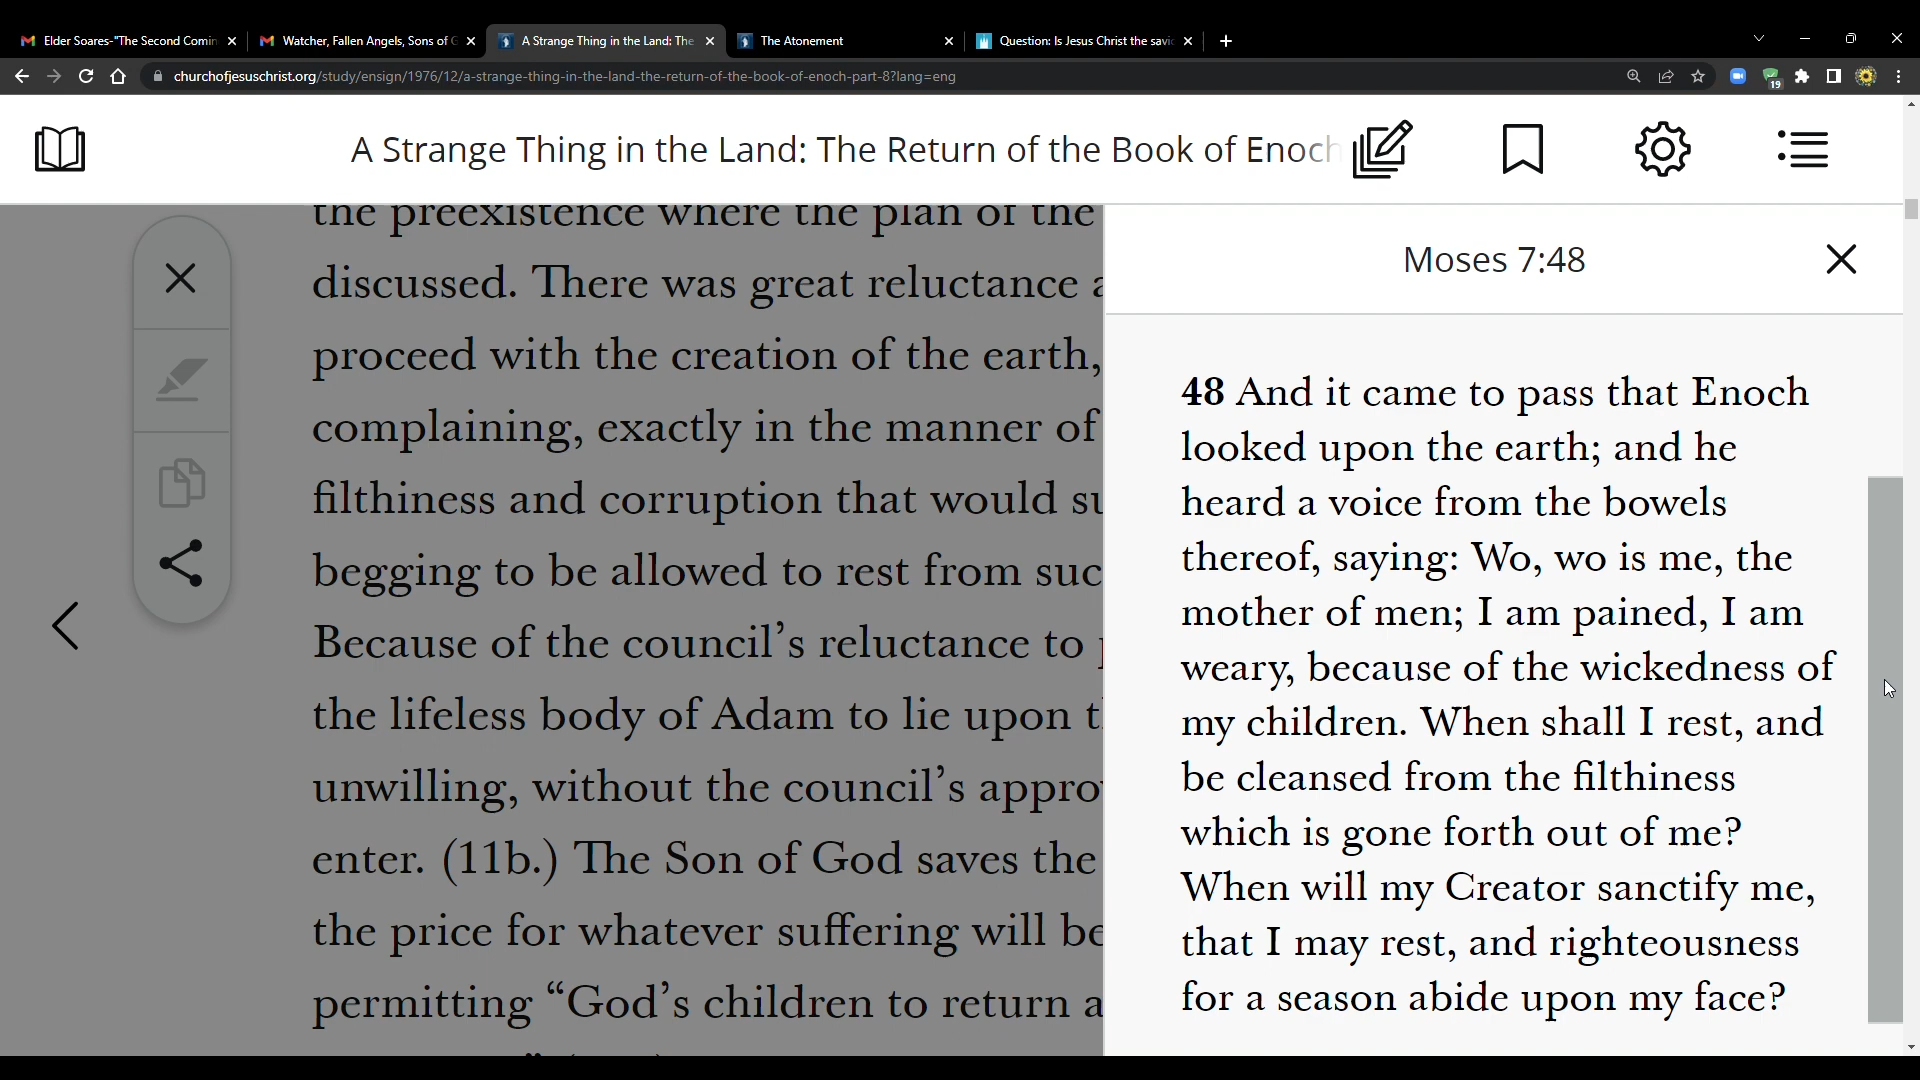 Elder Soares-"The Second Comin
Watcher, Fallen Angels, Sons of G
A Strange Thing in the Land: The
The Atonement
Question: Is Jesus Christ the savi
churchofjesuschrist.org/study/ensign/1976/12/a-strange-thing-in-the-land-the-return-of-the-book-of-enoch-part-8?lang=eng
19
A Strange Thing in the Land: The Return of the Book of Enoch
the preexistence where the plan of the
discussed. There was great reluctance a
proceed with the creation of the earth,
complaining, exactly in the manner of
filthiness and corruption that would su
begging to be allowed to rest from suc
Because of the council's reluctance to
the lifeless body of Adam to lie upon t
unwilling, without the council's appro
enter. (11b.) The Son of God saves the
the price for whatever suffering will be
permitting "God's children to return a
Moses 7:48
48 And it came to pass that Enoch
looked upon the earth; and he
heard a voice from the bowels
thereof, saying: Wo, wo is me, the
mother of men; I am pained, I am
weary, because of the wickedness of
my children. When shall I rest, and
be cleansed from the filthiness
which is gone forth out of me?
When will my Creator sanctify me,
that I may rest, and righteousness
for a season abide upon my face?